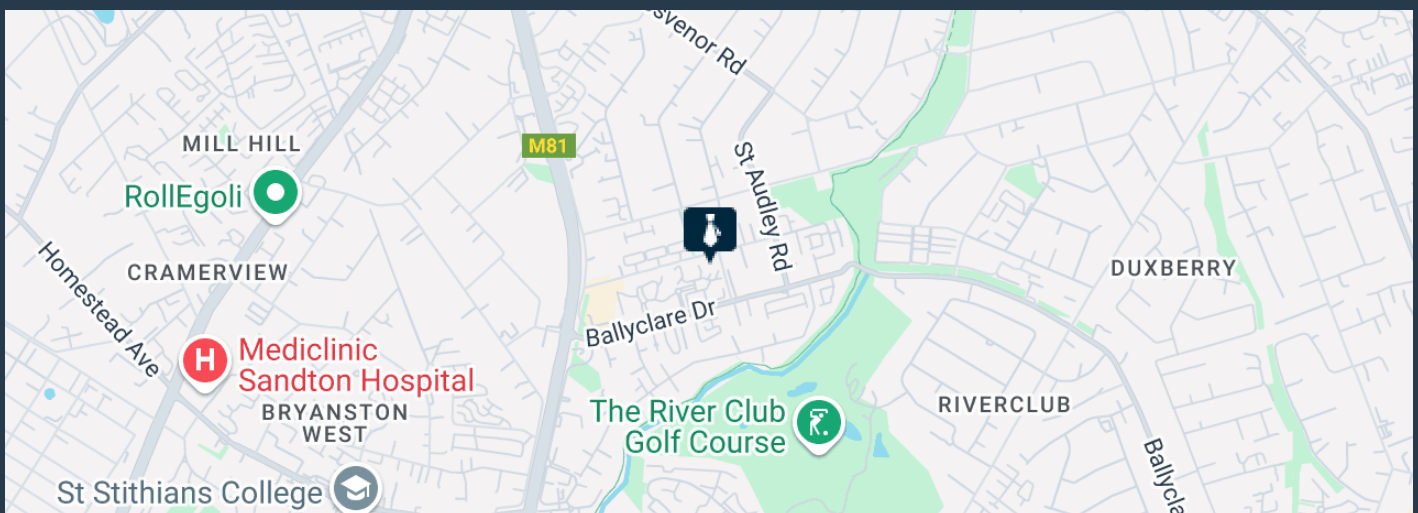 svenor Rd
MILL HILL
M81
RollEgoli
St Audley Rd
Homestead Ave
CRAMERVIEW
DUXBERRY
Ballyclare Dr
H
Mediclinic
Sandton Hospital
BRYANSTON
WEST
The River Club
Golf Course
RIVERCLUB
Ballycla
St Stithians College